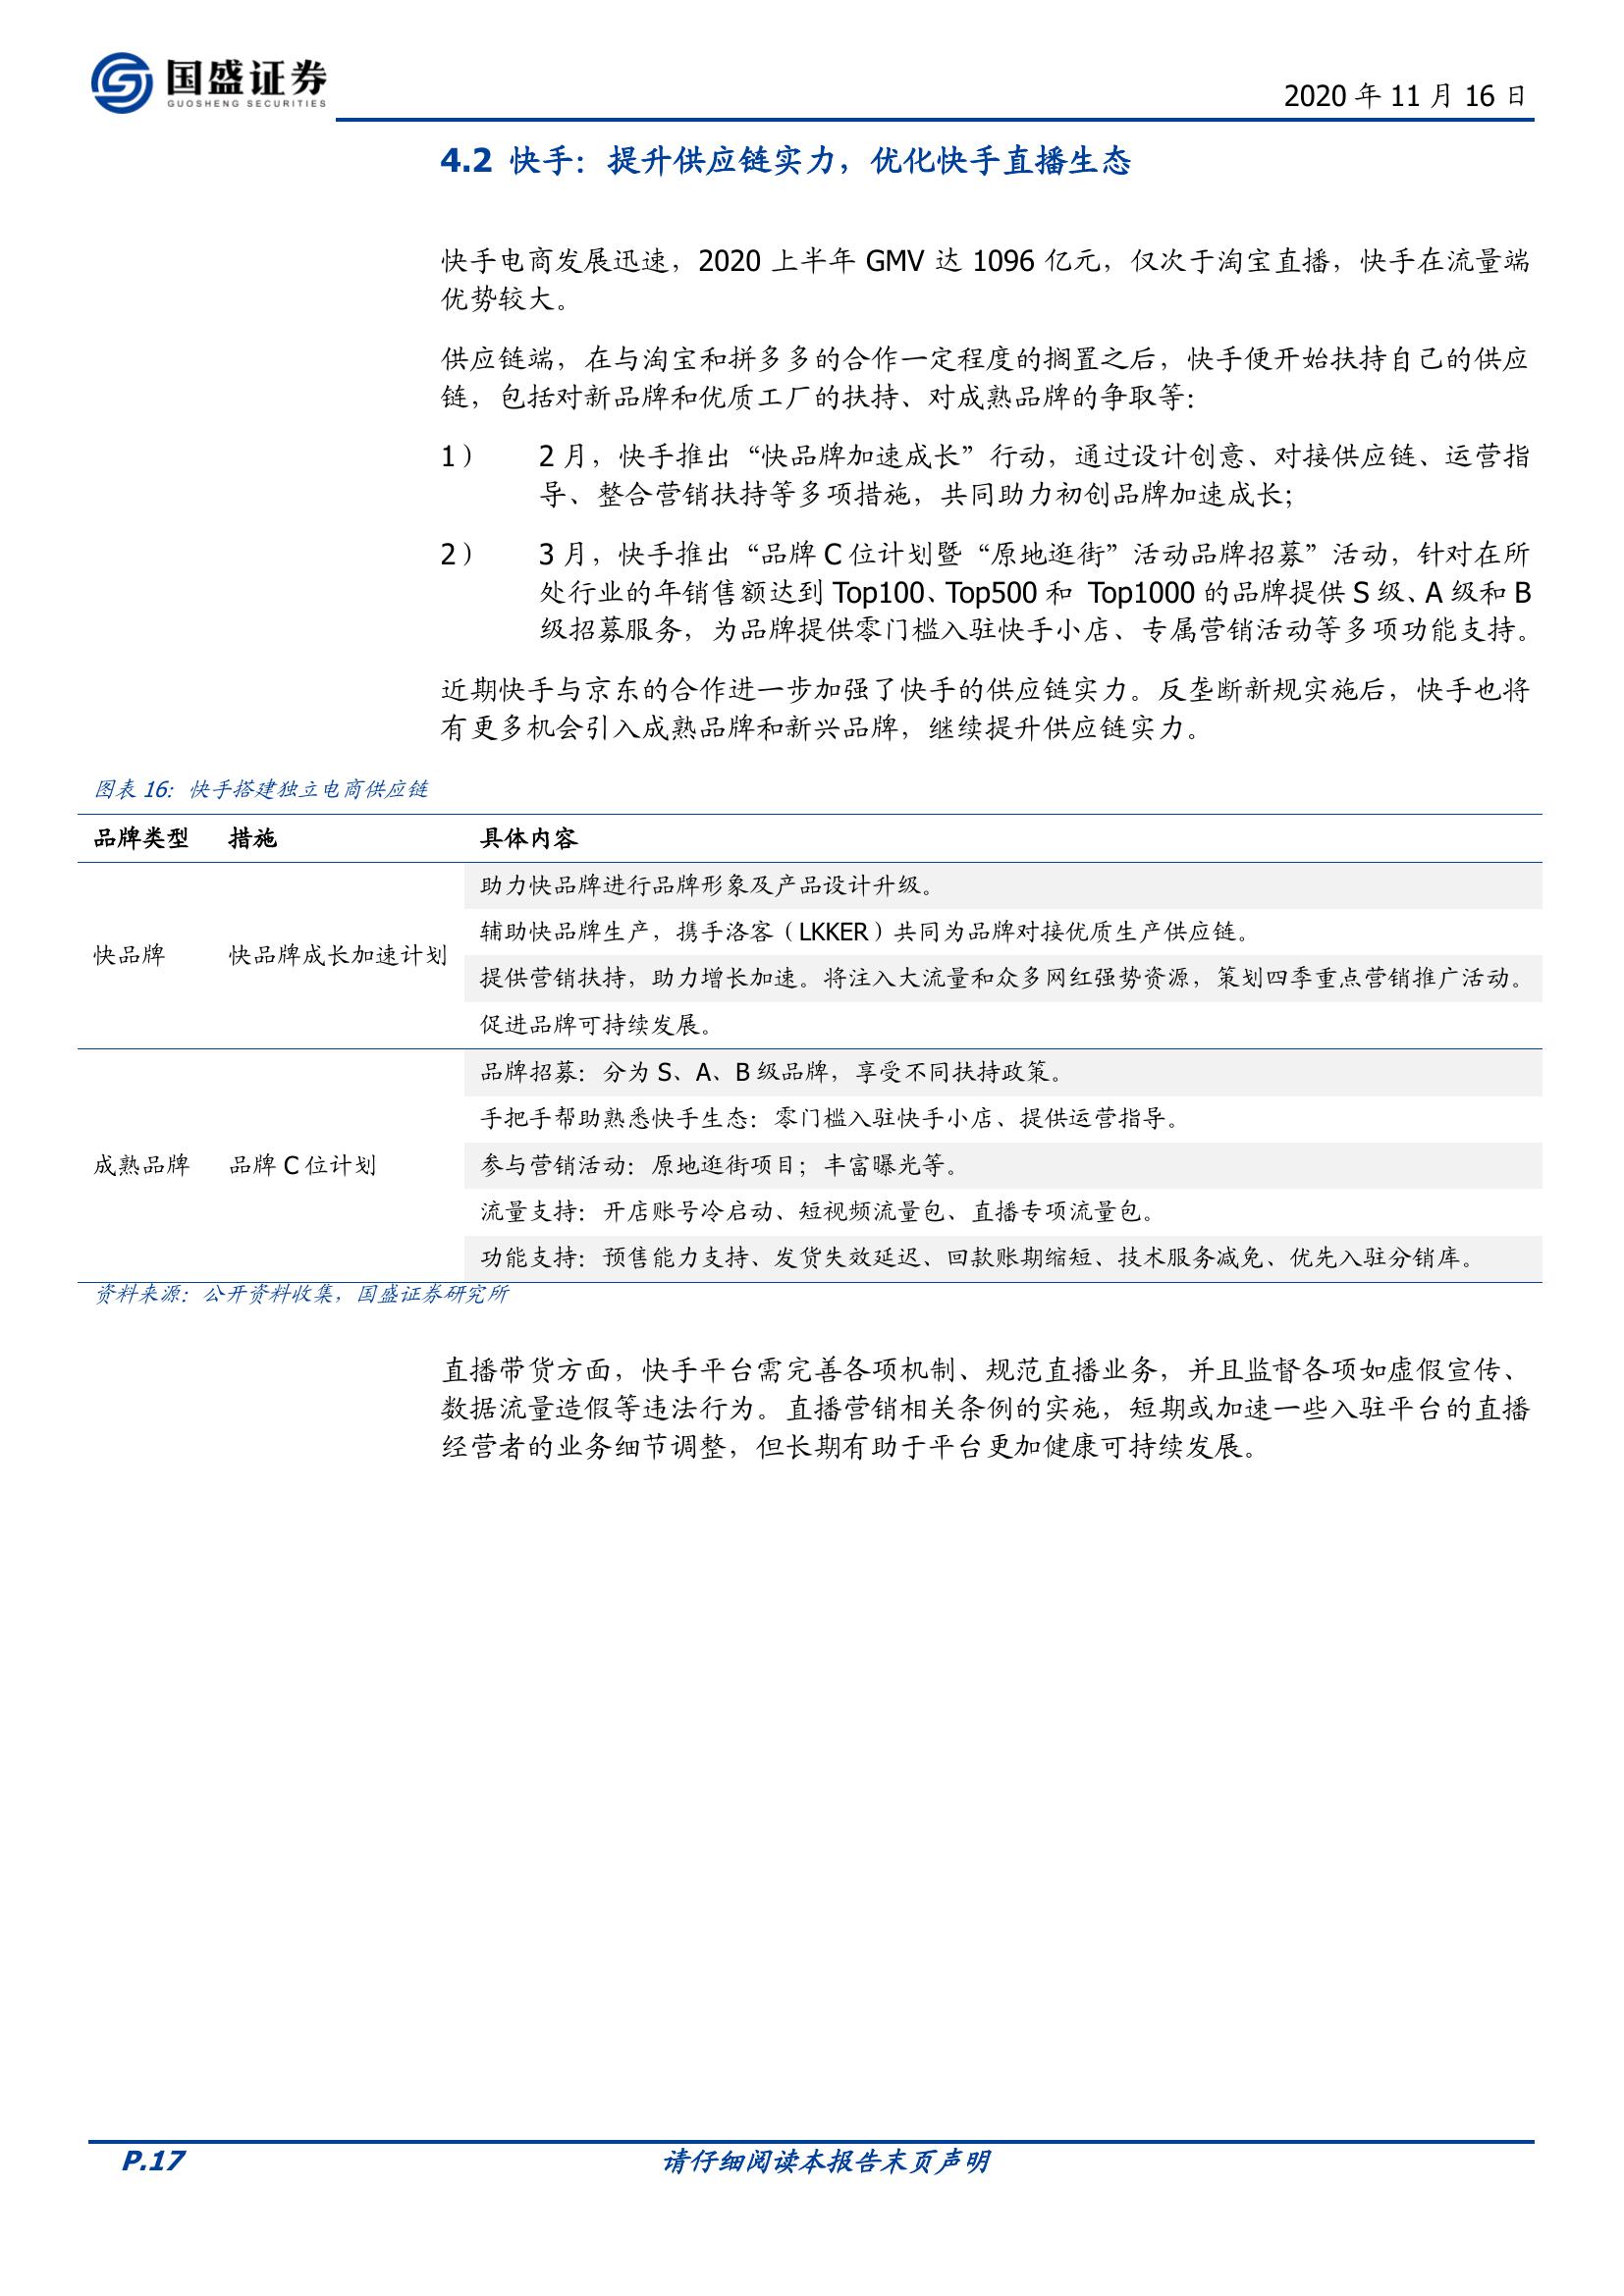 国盛证券
GUOSHENG SECURITIES
2020 年 11 月 16 日
4.2 快手：提升供应链实力，优化快手直播生态
快手电商发展迅速，2020 上半年 GMV 达 1096 亿元，仅次于淘宝直播，快手在流量端
优势较大。
供应链端，在与淘宝和拼多多的合作一定程度的搁置之后，快手便开始扶持自己的供应
链，包括对新品牌和优质工厂的扶持、对成熟品牌的争取等：
1） 2 月，快手推出“快品牌加速成长”行动，通过设计创意、对接供应链、运营指
导、整合营销扶持等多项措施，共同助力初创品牌加速成长；
2） 3 月，快手推出“品牌 C 位计划暨“原地逛街”活动品牌招募”活动，针对在所
处行业的年销售额达到 Top100、Top500 和 Top1000 的品牌提供 S 级、A 级和 B
级招募服务，为品牌提供零门槛入驻快手小店、专属营销活动等多项功能支持。
近期快手与京东的合作进一步加强了快手的供应链实力。反垄断新规实施后，快手也将
有更多机会引入成熟品牌和新兴品牌，继续提升供应链实力。
图表 16：快手搭建独立电商供应链
品牌类型 措施 具体内容
助力快品牌进行品牌形象及产品设计升级。
辅助快品牌生产，携手洛客（LKKER）共同为品牌对接优质生产供应链。
快品牌 快品牌成长加速计划
提供营销扶持，助力增长加速。将注入大流量和众多网红强势资源，策划四季重点营销推广活动。
促进品牌可持续发展。
品牌招募：分为 S、A、B 级品牌，享受不同扶持政策。
手把手帮助熟悉快手生态：零门槛入驻快手小店、提供运营指导。
成熟品牌 品牌 C 位计划 参与营销活动：原地逛街项目；丰富曝光等。
流量支持：开店账号冷启动、短视频流量包、直播专项流量包。
功能支持：预售能力支持、发货失效延迟、回款账期缩短、技术服务减免、优先入驻分销库。
资料来源：公开资料收集，国盛证券研究所
直播带货方面，快手平台需完善各项机制、规范直播业务，并且监督各项如虚假宣传、
数据流量造假等违法行为。直播营销相关条例的实施，短期或加速一些入驻平台的直播
经营者的业务细节调整，但长期有助于平台更加健康可持续发展。
P.17 请仔细阅读本报告末页声明